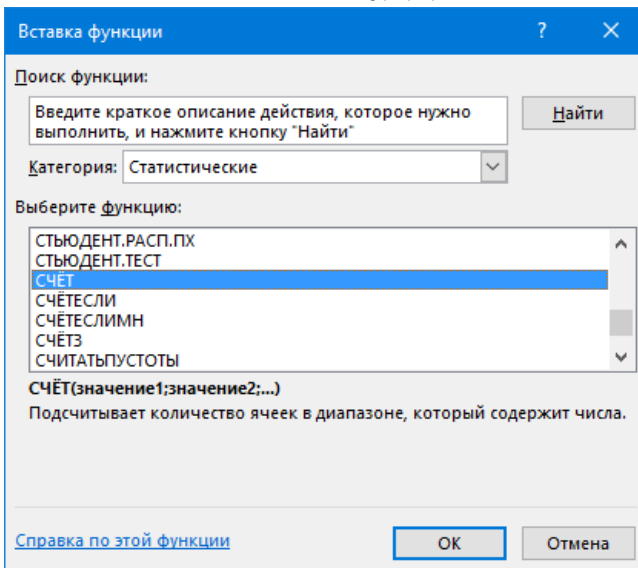 Вставка функции ?
Поиск функции:
Введите краткое описание действия, которое нужно
выполнить, и нажмите кнопку "Найти"
Найти
Категория: Статистические
Выберите функцию:
СТЬЮДЕНТ.РАСП.ПХ
СТЬЮДЕНТ.ТЕСТ
СЧЁТ
СЧЁТЕСЛИ
СЧЁТЕСЛИМН
СЧЁТЗ
СЧИТАТЬПУСТОТЫ
СЧЁТ(значение1;значение2;...)
Подсчитывает количество ячеек в диапазоне, который содержит числа.
Справка по этой функции
ОК
Отмена